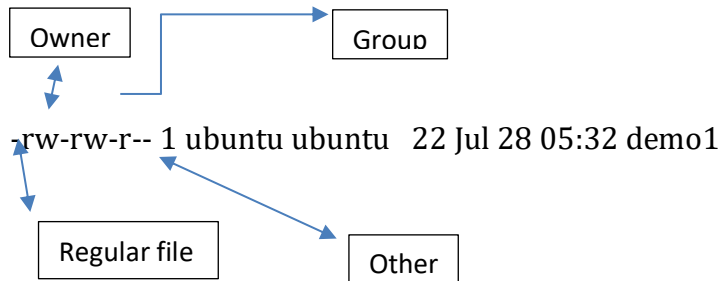 Owner
Group
-rw-rw-r-- 1 ubuntu ubuntu 22 Jul 28 05:32 demo1
Regular file
Other